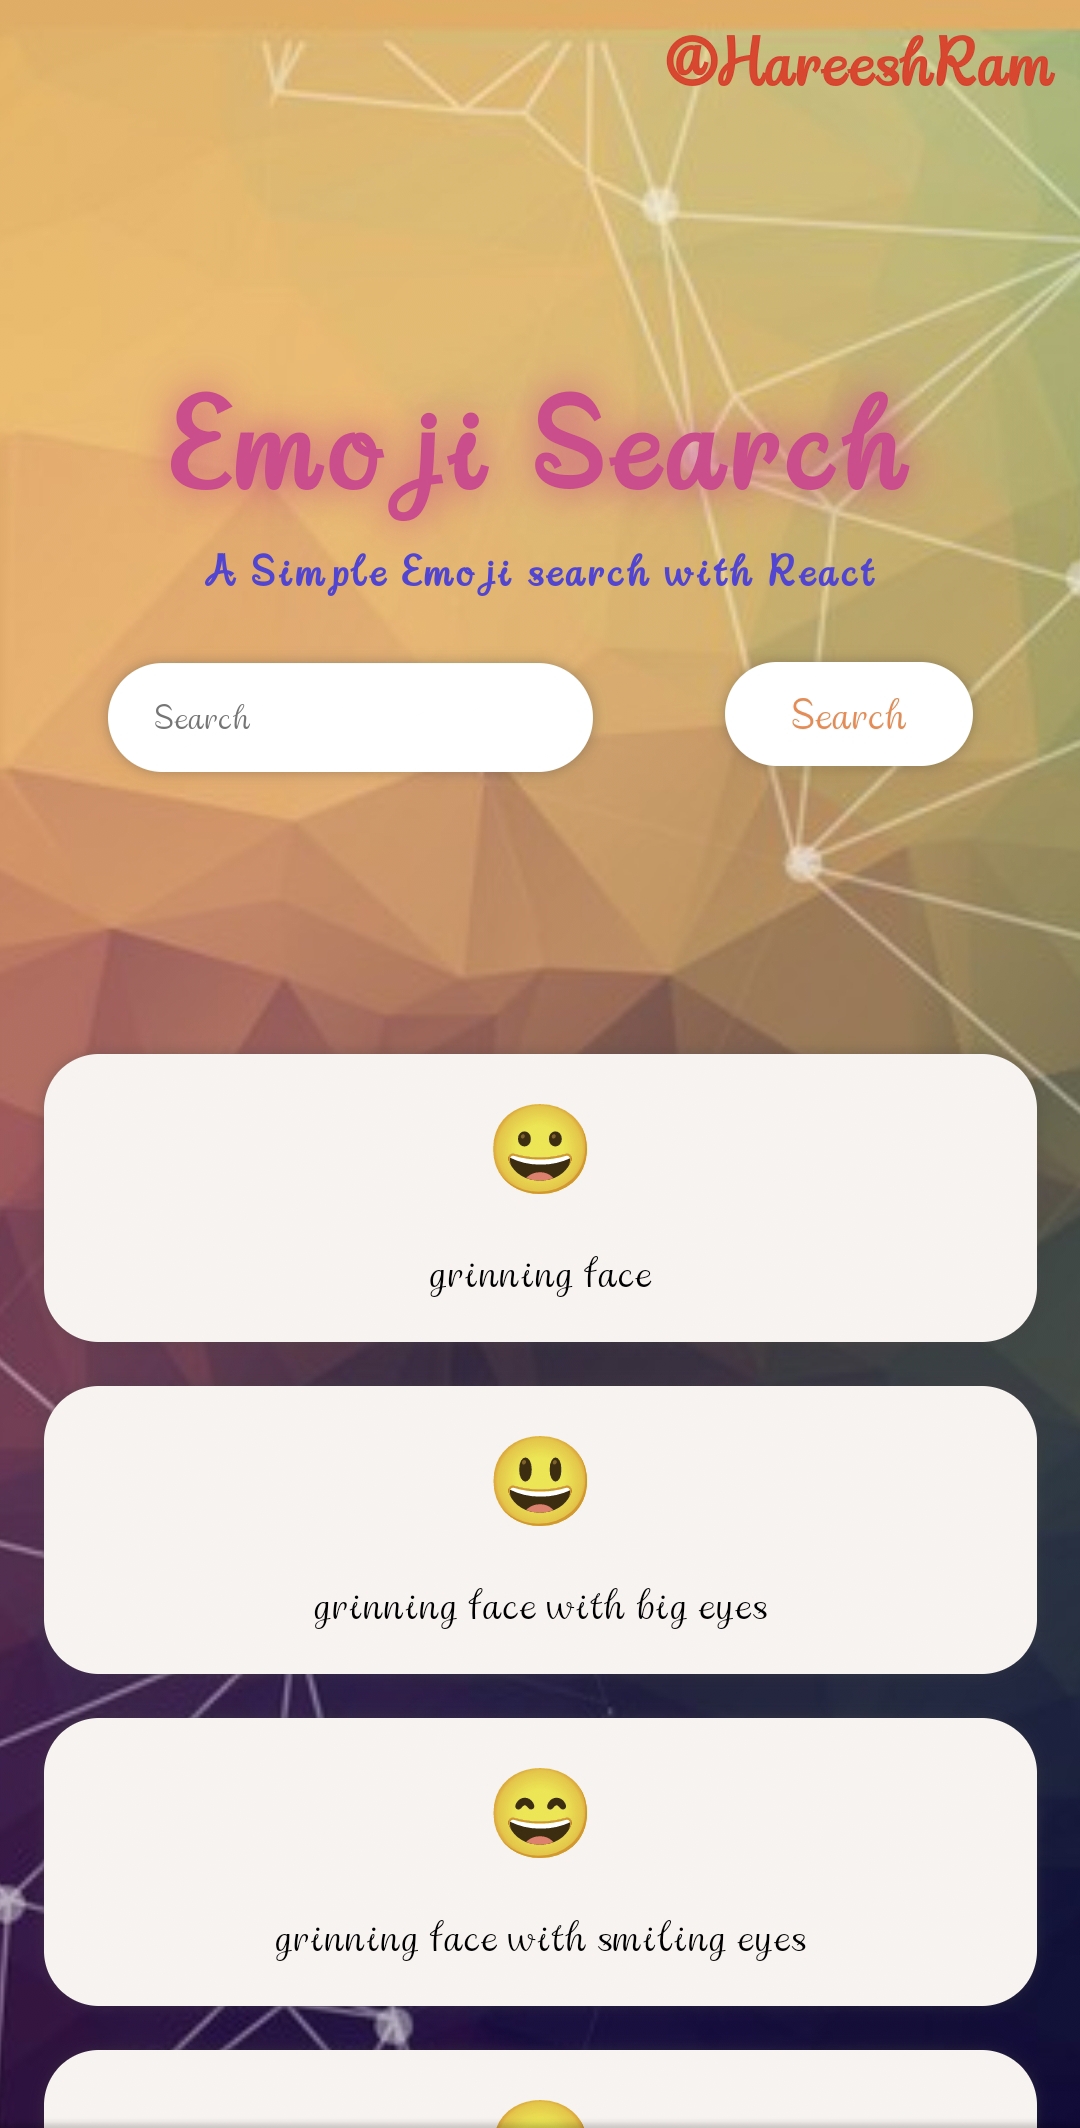 @HareeshRam
Emoji Search
A Simple Emoji search with React
Search
Search
grinning face
grinning face with big eyes
grinning face with smiling eyes